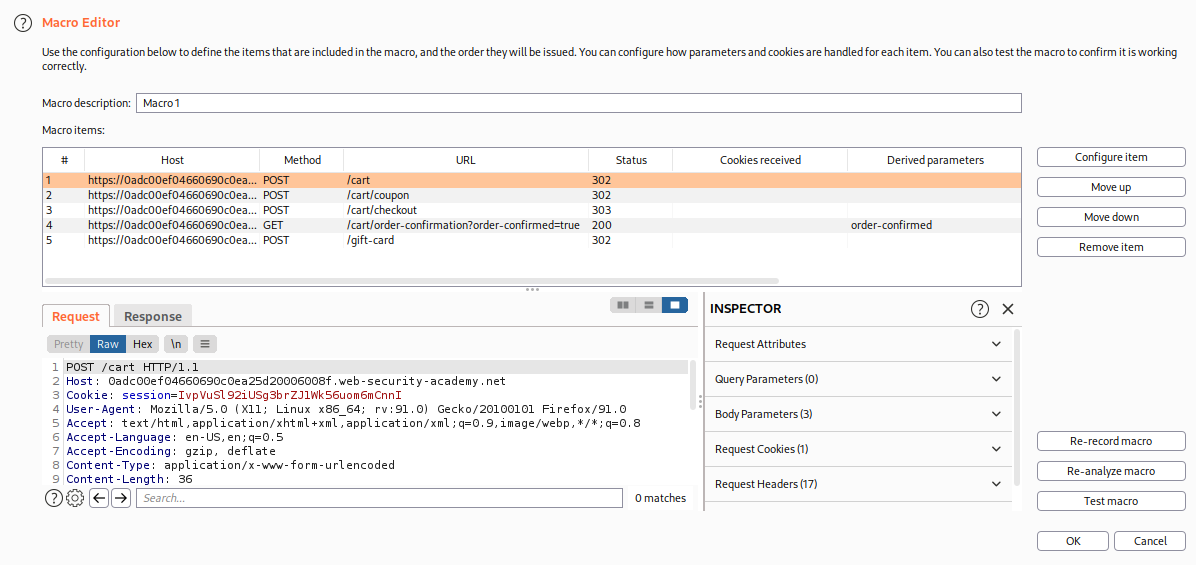 ? Macro Editor
Use the configuration below to define the items that are included in the macro, and the order they will be issued. You can configure how parameters and cookies are handled for each item. You can also test the macro to confirm it is working
correctly.
Macro description: Macro 1
Macro items:
# Host Method URL Status Cookies received Derived parameters
1 https://0adc00ef04660690c0ea... POST /cart 302
2 https://0adc00ef04660690c0ea... POST /cart/coupon 302
3 https://0adc00ef04660690c0ea... POST /cart/checkout 303
4 https://0adc00ef04660690c0ea... GET /cart/order-confirmation?order-confirmed=true 200 order-confirmed
5 https://0adc00ef04660690c0ea... POST /gift-card 302
Configure item
Move up
Move down
Remove item
Request Response
Pretty Raw Hex \n
1 POST /cart HTTP/1.1
2 Host: 0adc00ef04660690c0ea25d20006008f.web-security-academy.net
3 Cookie: session=IvpVuSl92iUSg3brZJ1Wk56uom6mCnnI
4 User-Agent: Mozilla/5.0 (X11; Linux x86_64; rv:91.0) Gecko/20100101 Firefox/91.0
5 Accept: text/html,application/xhtml+xml,application/xml;q=0.9,image/webp,*/*;q=0.8
6 Accept-Language: en-US,en;q=0.5
7 Accept-Encoding: gzip, deflate
8 Content-Type: application/x-www-form-urlencoded
9 Content-Length: 36
? Search... 0 matches
INSPECTOR ?
Request Attributes
Query Parameters (0)
Body Parameters (3)
Request Cookies (1)
Request Headers (17)
Re-record macro
Re-analyze macro
Test macro
OK Cancel